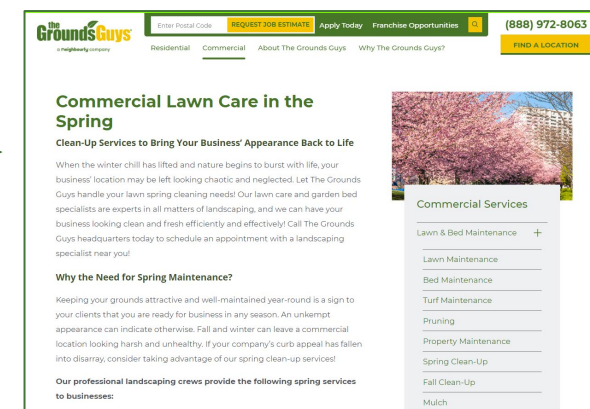 the
GroundsGuys
a neighbourly company
Enter Postal Code
REQUEST JOB ESTIMATE
Apply Today
Franchise Opportunities
(888) 972-8063
Residential
Commercial
About The Grounds Guys
Why The Grounds Guys?
FIND A LOCATION
Commercial Lawn Care in the
Spring
Clean-Up Services to Bring Your Business' Appearance Back to Life
When the winter chill has lifted and nature begins to burst with life, your
business' location may be left looking chaotic and neglected. Let The Grounds
Guys handle your lawn spring cleaning needs! Our lawn care and garden bed
specialists are experts in all matters of landscaping, and we can have your
business looking clean and fresh efficiently and effectively! Call The Grounds
Guys headquarters today to schedule an appointment with a landscaping
specialist near you!
Why the Need for Spring Maintenance?
Keeping your grounds attractive and well-maintained year-round is a sign to
your clients that you are ready for business in any season. An unkempt
appearance can indicate otherwise. Fall and winter can leave a commercial
location looking harsh and unhealthy. If your company's curb appeal has fallen
into disarray, consider taking advantage of our spring clean-up services!
Our professional landscaping crews provide the following spring services
to businesses:
Commercial Services
Lawn & Bed Maintenance +
Lawn Maintenance
Bed Maintenance
Turf Maintenance
Pruning
Property Maintenance
Spring Clean-Up
Fall Clean-Up
Mulch